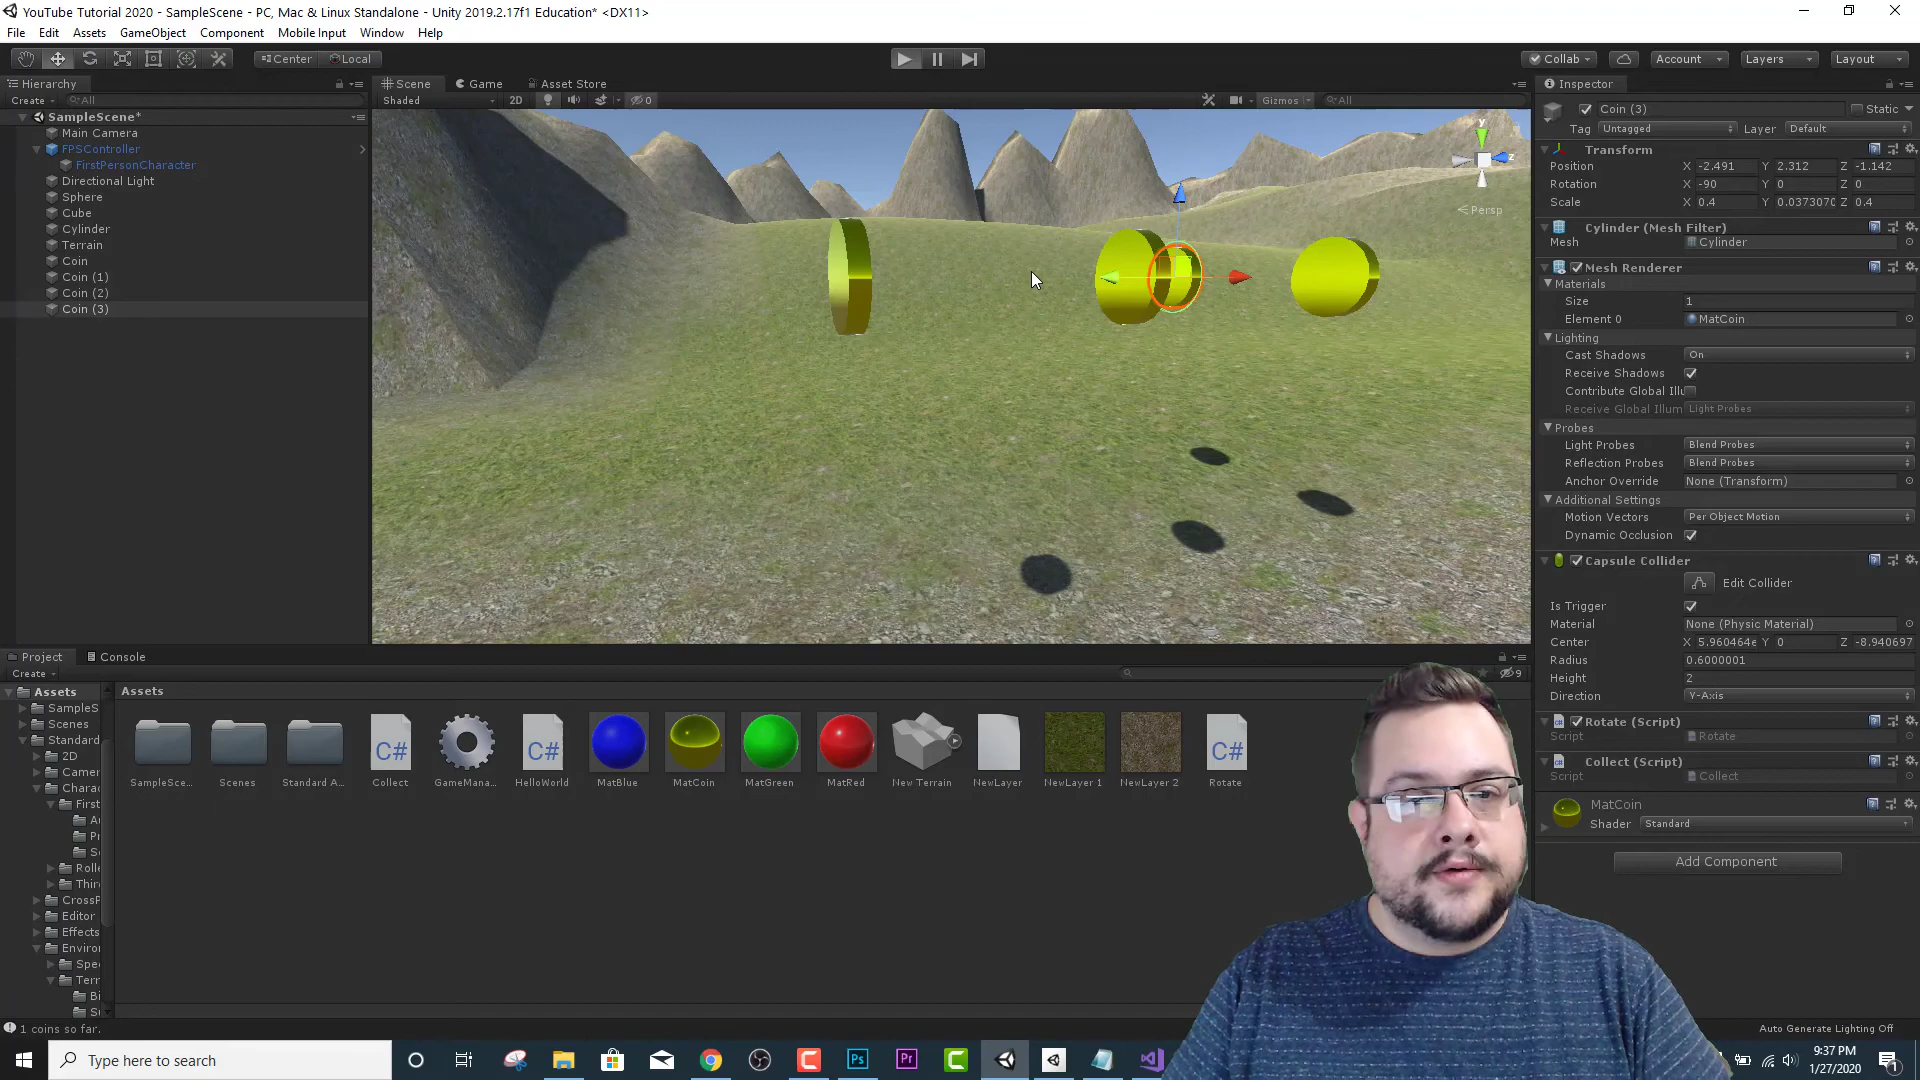 YouTube Tutorial 2020 - SampleScene - PC, Mac & Linux Standalone - Unity 2019.2.17f1 Education* <DX11>
File Edit Assets GameObject Component Mobile Input Window Help
Center Local
Collab Account Layers Layout
Hierarchy
Create All
SampleScene*
Main Camera
FPSController
FirstPersonCharacter
Directional Light
Sphere
Cube
Cylinder
Terrain
Coin
Coin (1)
Coin (2)
Coin (3)
Scene Game Asset Store
Shaded 2D 0 Gizmos All
y
z
Persp
Inspector
Coin (3) Static
Tag Untagged Layer Default
Transform
Position X -2.491 Y 2.312 Z -1.142
Rotation X -90 Y 0 Z 0
Scale X 0.4 Y 0.0373070 Z 0.4
Cylinder (Mesh Filter)
Mesh Cylinder
Mesh Renderer
Materials
Size 1
Element 0 MatCoin
Lighting
Cast Shadows On
Receive Shadows
Contribute Global Illu
Receive Global Illum Light Probes
Probes
Light Probes Blend Probes
Reflection Probes Blend Probes
Anchor Override None (Transform)
Additional Settings
Motion Vectors Per Object Motion
Dynamic Occlusion
Capsule Collider
Edit Collider
Is Trigger
Material None (Physic Material)
Center X 5.960464e Y 0 Z -8.940697
Radius 0.6000001
Height 2
Direction Y-Axis
Rotate (Script)
Script Rotate
Collect (Script)
Script Collect
MatCoin
Shader Standard
Add Component
Project Console
Create 9
Assets
SampleS
Scenes
Standard
2D
Camer
Charac
First
A
Pr
S
Rolle
Thir
CrossP
Editor
Effects
Enviro
Spe
Terr
Bi
Su
Assets
SampleSce... Scenes Standard A... Collect GameMana... HelloWorld MatBlue MatCoin MatGreen MatRed New Terrain NewLayer NewLayer 1 NewLayer 2 Rotate
C# C# C#
1 coins so far.
Auto Generate Lighting Off
Type here to search
Ps Pr C
9:37 PM
1/27/2020
1